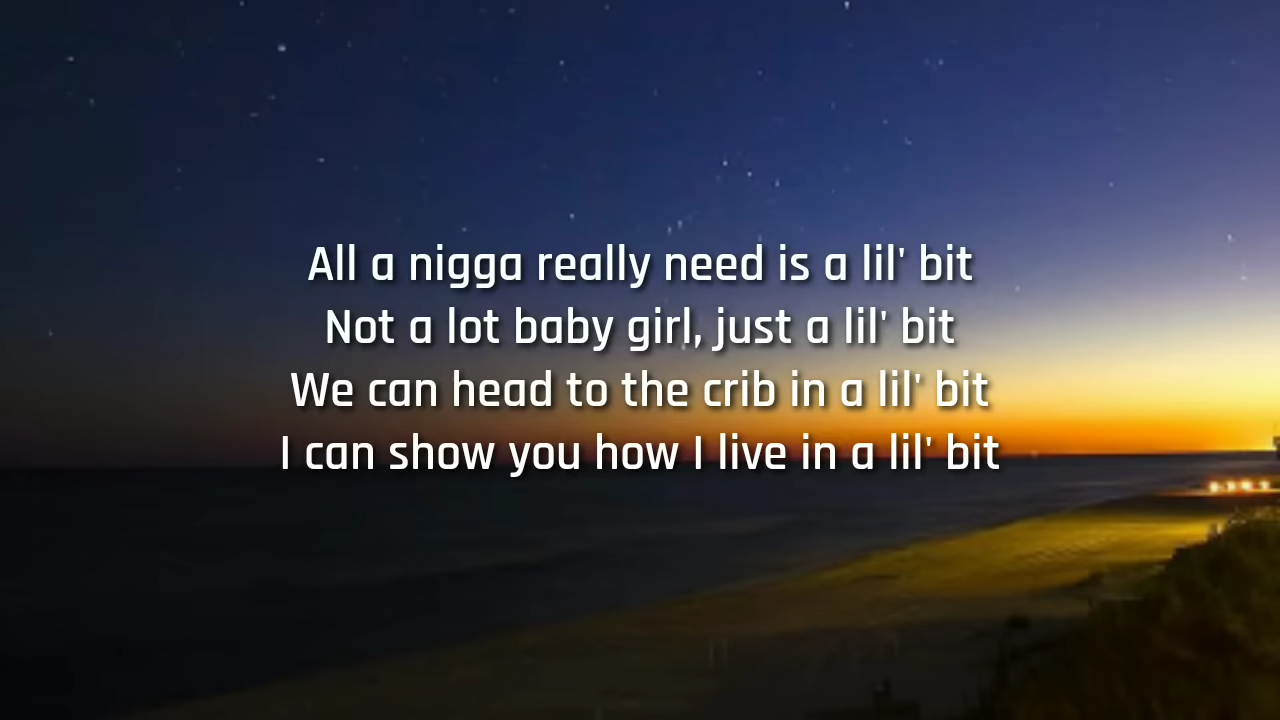 All a nigga really need is a lil' bit
Not a lot baby girl, just a lil' bit
We can head to the crib in a lil' bit
I can show you how I live in a lil' bit